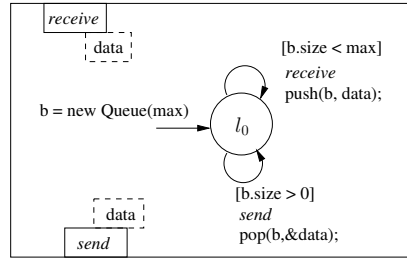 receive
data
[b.size < max]
receive
push(b, data);
b = new Queue(max)
l0
[b.size > 0]
send
pop(b,&data);
data
send